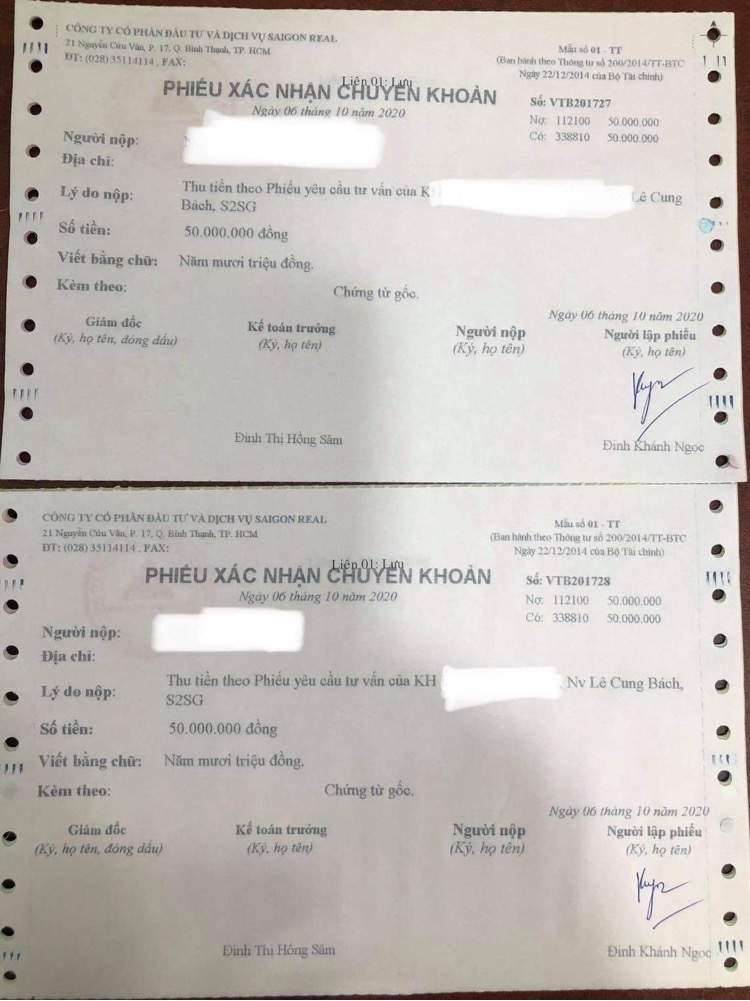 CÔNG TY CỔ PHẦN ĐẦU TƯ VÀ DỊCH VỤ SAIGON REAL
21 Nguyễn Cửu Vân, P. 17, Q. Bình Thạnh, TP. HCM
ĐT: (028) 35114114 , FAX:
Mẫu số 01 - TT
(Ban hành theo Thông tư số 200/2014/TT-BTC
Ngày 22/12/2014 của Bộ Tài chính)
Liên 01: Lưu
PHIẾU XÁC NHẬN CHUYỂN KHOẢN
Ngày 06 tháng 10 năm 2020
Số: VTB201727
Nợ: 112100 50.000.000
Có: 338810 50.000.000
Người nộp:
Địa chỉ:
Lý do nộp: Thu tiền theo Phiếu yêu cầu tư vấn của KH Lê Cung
Bách, S2SG
Số tiền: 50.000.000 đồng
Viết bằng chữ: Năm mươi triệu đồng.
Kèm theo: Chứng từ gốc.
Ngày 06 tháng 10 năm 2020
Giám đốc Kế toán trưởng Người nộp Người lập phiếu
(Ký, họ tên, đóng dấu) (Ký, họ tên) (Ký, họ tên) (Ký, họ tên)
Đinh Thị Hồng Sâm Đinh Khánh Ngọc
CÔNG TY CỔ PHẦN ĐẦU TƯ VÀ DỊCH VỤ SAIGON REAL
21 Nguyễn Cửu Vân, P. 17, Q. Bình Thạnh, TP. HCM
ĐT: (028) 35114114 , FAX:
Mẫu số 01 - TT
(Ban hành theo Thông tư số 200/2014/TT-BTC
Ngày 22/12/2014 của Bộ Tài chính)
Liên 01: Lưu
PHIẾU XÁC NHẬN CHUYỂN KHOẢN
Ngày 06 tháng 10 năm 2020
Số: VTB201728
Nợ: 112100 50.000.000
Có: 338810 50.000.000
Người nộp:
Địa chỉ:
Lý do nộp: Thu tiền theo Phiếu yêu cầu tư vấn của KH , Nv Lê Cung Bách,
S2SG
Số tiền: 50.000.000 đồng
Viết bằng chữ: Năm mươi triệu đồng.
Kèm theo: Chứng từ gốc.
Ngày 06 tháng 10 năm 2020
Giám đốc Kế toán trưởng Người nộp Người lập phiếu
(Ký, họ tên, đóng dấu) (Ký, họ tên) (Ký, họ tên) (Ký, họ tên)
Đinh Thị Hồng Sâm Đinh Khánh Ngọc